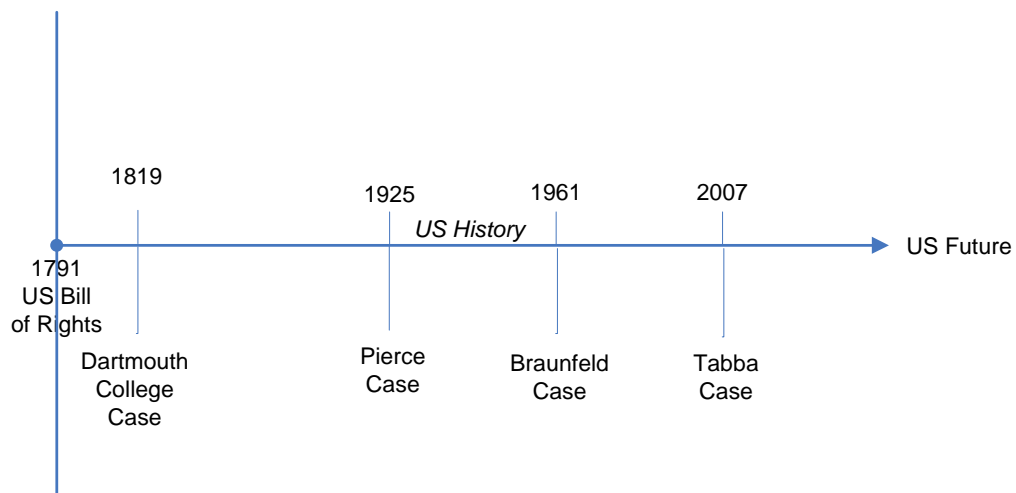 1819
1925
1961
2007
US History
US Future
1791
US Bill
of Rights
Dartmouth
College
Case
Pierce
Case
Braunfeld
Case
Tabba
Case